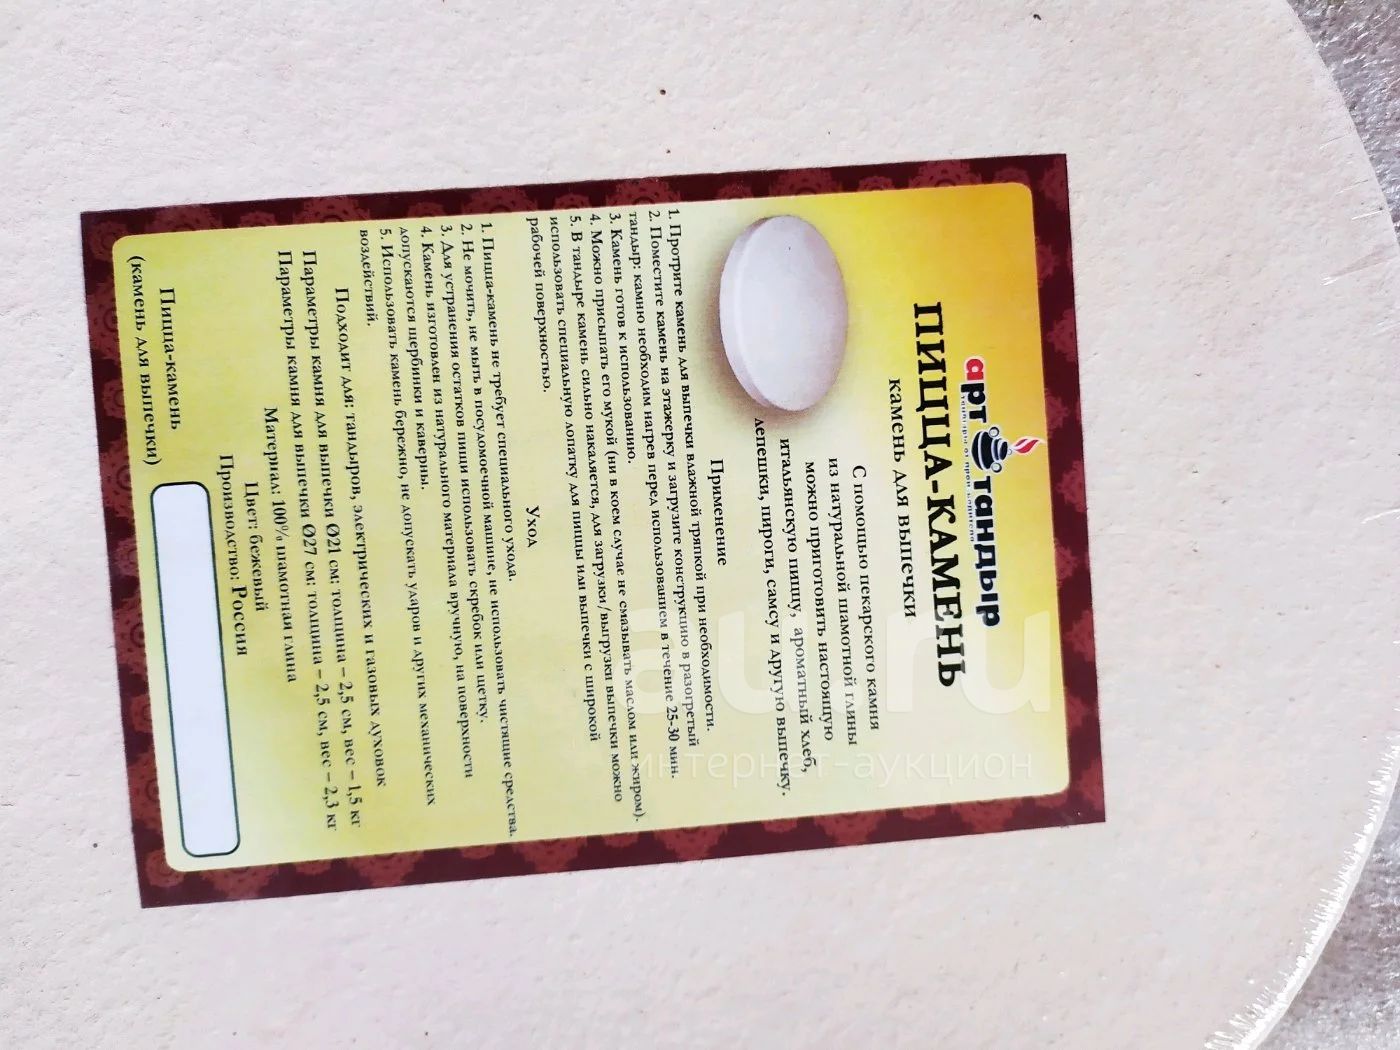 арт тандыр
тандыры от производителя
ПИЦЦА-КАМЕНЬ
камень для выпечки
С помощью пекарского камня
из натуральной шамотной глины
можно приготовить настоящую
итальянскую пиццу, ароматный хлеб,
лепешки, пироги, самсу и другую выпечку.
Применение
1. Протрите камень для выпечки влажной тряпкой при необходимости.
2. Поместите камень на этажерку и загрузите конструкцию в разогретый
тандыр: камню необходим нагрев перед использованием в течение 25-30 мин.
3. Камень готов к использованию.
4. Можно присыпать его мукой (ни в коем случае не смазывать маслом или жиром).
5. В тандыре камень сильно накаляется, для загрузки/выгрузки выпечки можно
использовать специальную лопатку для пиццы или выпечки с широкой
рабочей поверхностью.
Уход
1. Пицца-камень не требует специального ухода.
2. Не мочить, не мыть в посудомоечной машине, не использовать чистящие средства.
3. Для устранения остатков пищи использовать скребок или щетку.
4. Камень изготовлен из натурального материала вручную, на поверхности
допускаются щербинки и каверны.
5. Использовать камень бережно, не допускать ударов и других механических
воздействий.
Подходит для: тандыров, электрических и газовых духовок
Параметры камня для выпечки Ø21 см: толщина – 2,5 см, вес – 1,5 кг
Параметры камня для выпечки Ø27 см: толщина – 2,5 см, вес – 2,3 кг
Материал: 100% шамотная глина
Цвет: бежевый
Производство: Россия
Пицца-камень
(камень для выпечки)
au.ru
интернет-аукцион